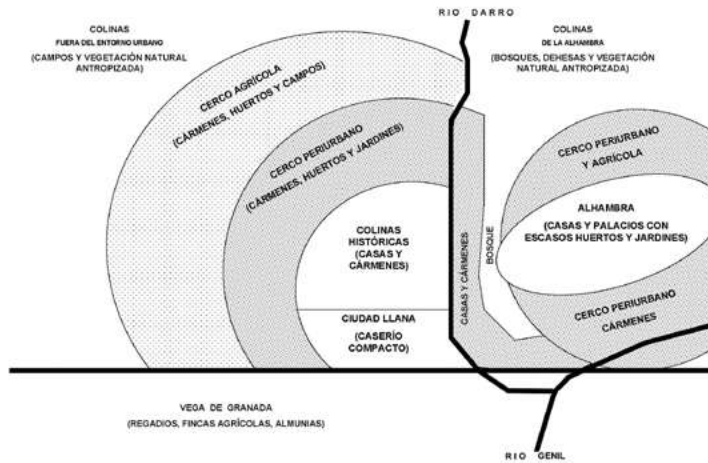 RIO DARRO
COLINAS
FUERA DEL ENTORNO URBANO
(CAMPOS Y VEGETACIÓN NATURAL
ANTROPIZADA)
COLINAS
DE LA ALHAMBRA
(BOSQUES, DEHESAS Y VEGETACIÓN
NATURAL ANTROPIZADA)
CERCO AGRÍCOLA
(CÁRMENES, HUERTOS Y CAMPOS)
CERCO PERIURBANO
(CÁRMENES, HUERTOS Y JARDINES)
COLINAS
HISTÓRICAS
(CASAS Y
CÁRMENES)
CIUDAD LLANA
(CASERÍO
COMPACTO)
CASAS Y CÁRMENES
BOSQUE
CERCO PERIURBANO
Y AGRÍCOLA
ALHAMBRA
(CASAS Y PALACIOS CON
ESCASOS HUERTOS Y JARDINES)
CERCO PERIURBANO
CÁRMENES
VEGA DE GRANADA
(REGADIOS, FINCAS AGRÍCOLAS, ALMUNIAS)
RIO GENIL